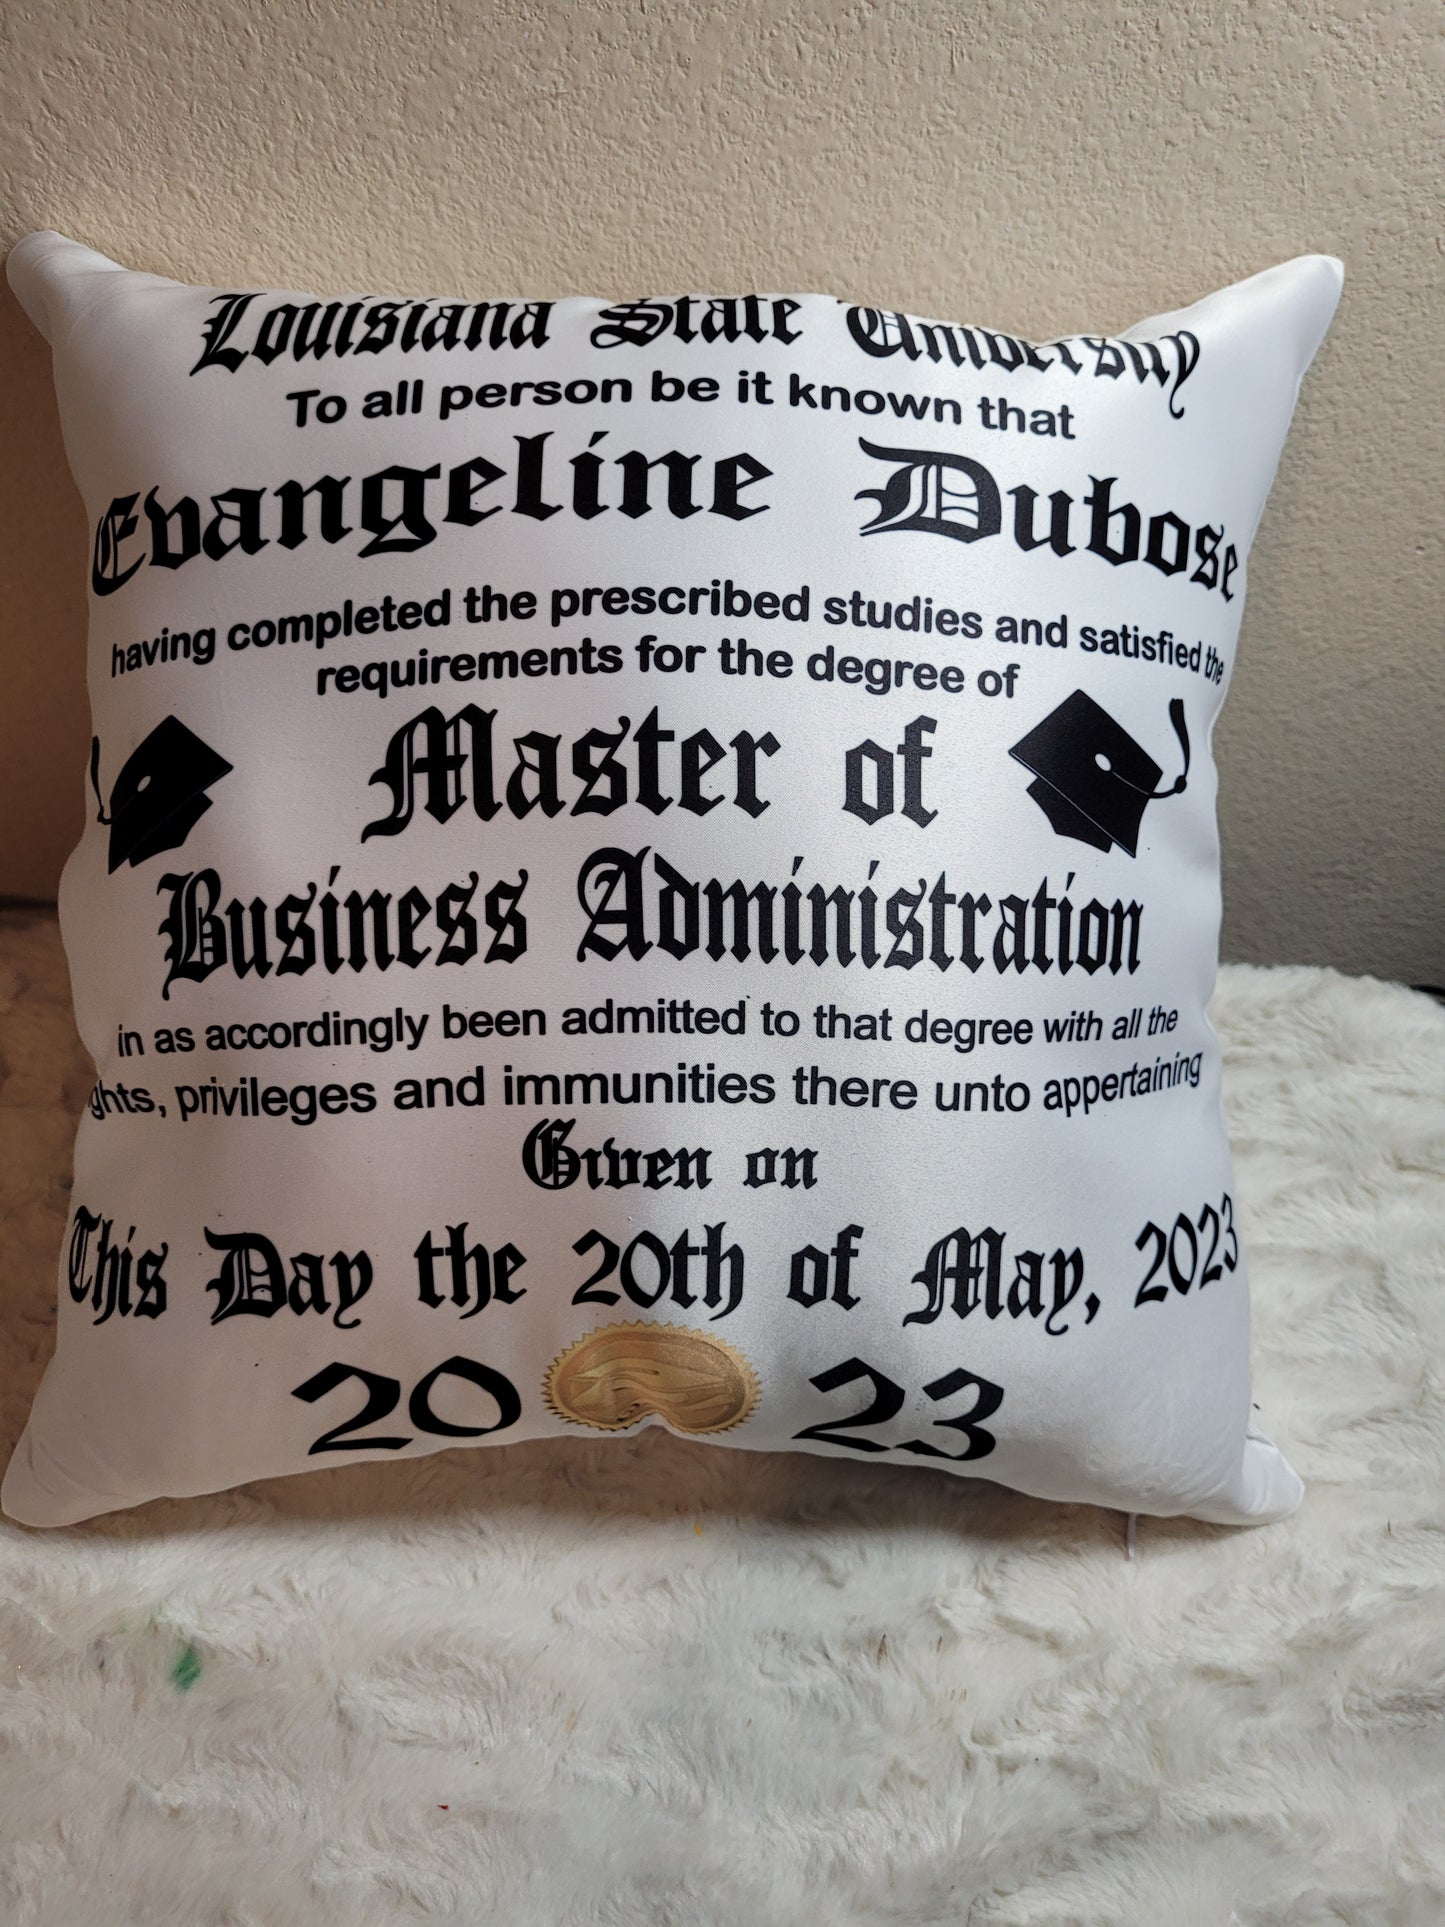 Louisiana State University
To all person be it known that
Evangeline Dubose
having completed the prescribed studies and satisfied the
requirements for the degree of
Master of
Business Administration
in as accordingly been admitted to that degree with all the
ghts, privileges and immunities there unto appertaining
Given on
This Day the 20th of May, 2023
20 23